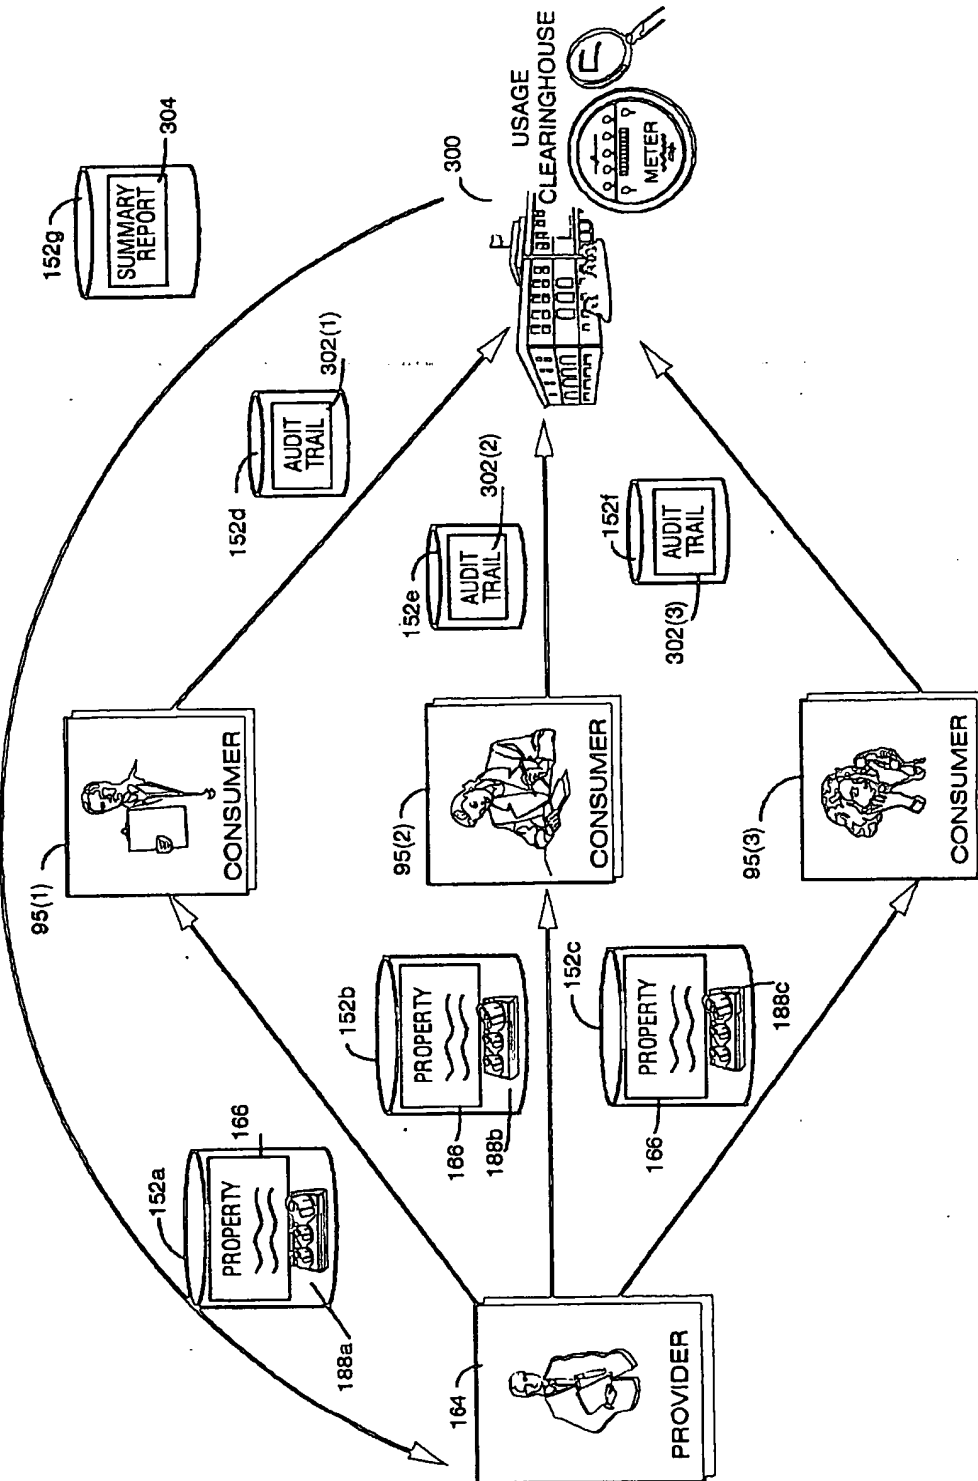 152g
SUMMARY
REPORT
304
300
USAGE
CLEARINGHOUSE
METER
152d
AUDIT
TRAIL
302(1)
152e
AUDIT
TRAIL
302(2)
152f
AUDIT
TRAIL
302(3)
95(1)
CONSUMER
95(2)
CONSUMER
95(3)
CONSUMER
152a
PROPERTY
166
188a
152b
PROPERTY
166
188b
152c
PROPERTY
166
188c
164
PROVIDER